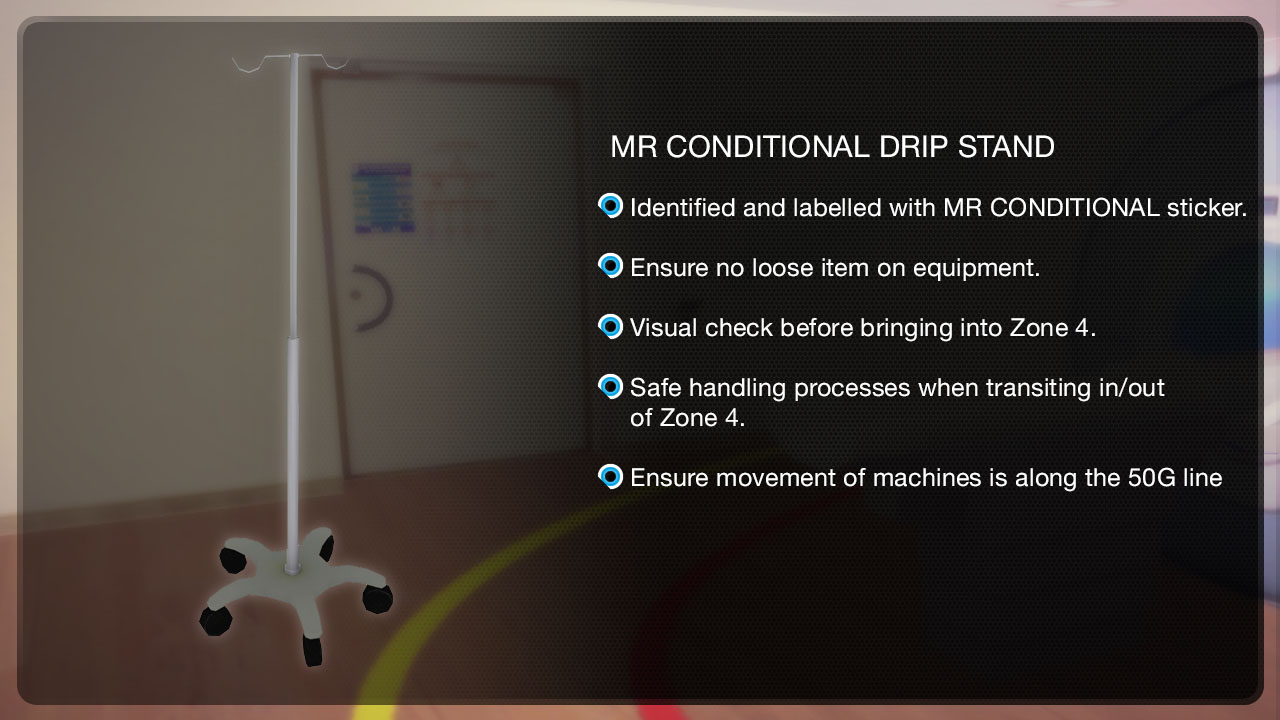 MR CONDITIONAL DRIP STAND
Identified and labelled with MR CONDITIONAL sticker.
Ensure no loose item on equipment.
Visual check before bringing into Zone 4.
Safe handling processes when transiting in/out
of Zone 4.
Ensure movement of machines is along the 50G line